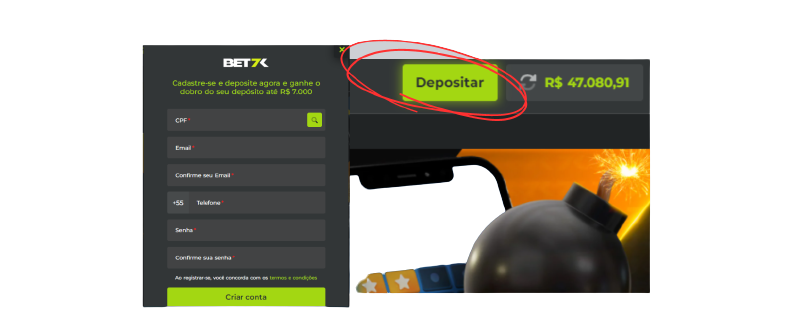 ×
BET7K
Cadastre-se e deposite agora e ganhe o
dobro do seu depósito até R$ 7.000
CPF*
Email*
Confirme seu Email*
+55 Telefone*
Senha*
Confirme sua senha*
Ao registrar-se, você concorda com os termos e condições
Criar conta
Depositar
R$ 47.080,91